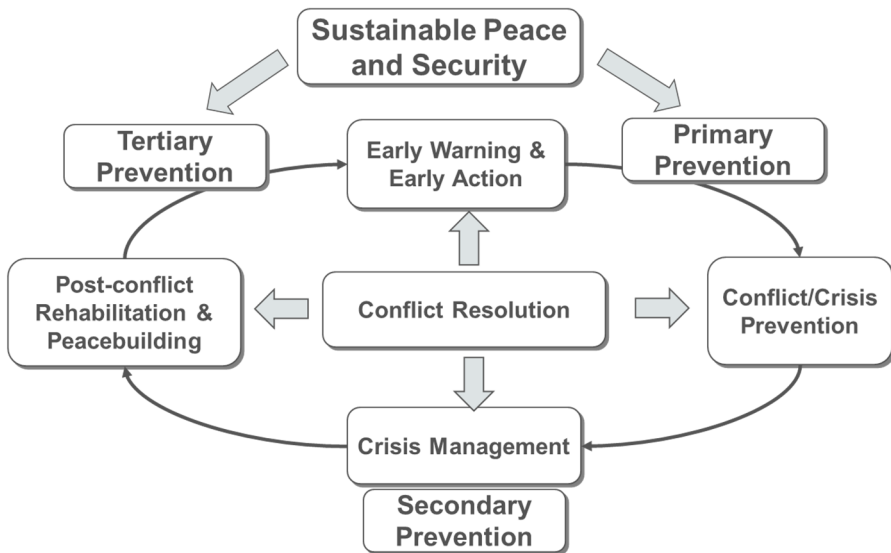 Sustainable Peace
and Security
Tertiary
Prevention
Early Warning &
Early Action
Primary
Prevention
Post-conflict
Rehabilitation &
Peacebuilding
Conflict Resolution
Conflict/Crisis
Prevention
Crisis Management
Secondary
Prevention